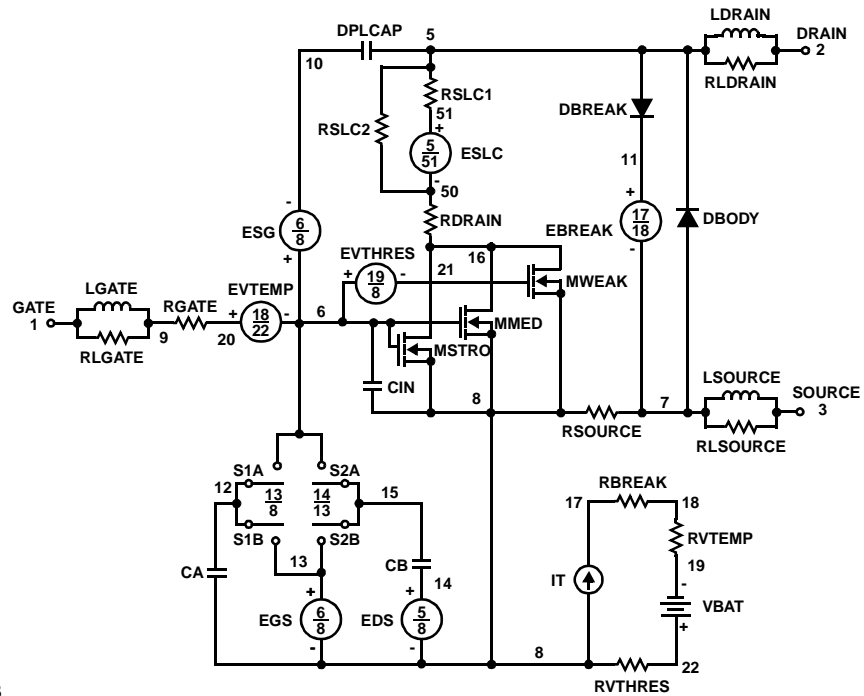 LDRAIN
DPLCAP 5 DRAIN
10 2
RLDRAIN
RSLC1
51
DBREAK
RSLC2
+
5
51
ESLC
-
50
11
-
RDRAIN
+
17
18
EBREAK
DBODY
6
8
ESG
+
EVTHRES
16
-
+ 19
8 - 21
MWEAK
LGATE
EVTEMP
GATE
1
RGATE
+ 18
22 -
6
MMED
9
20
RLGATE
MSTRO
CIN
LSOURCE
8
7
SOURCE
3
RSOURCE
RLSOURCE
S1A S2A
12
13
8
14
13
15
RBREAK
17
18
S1B S2B
RVTEMP
13
CB
19
CA
14
IT
-
+
+
VBAT
EGS
6
8
EDS
5
8
+
-
-
8
22
RVTHRES